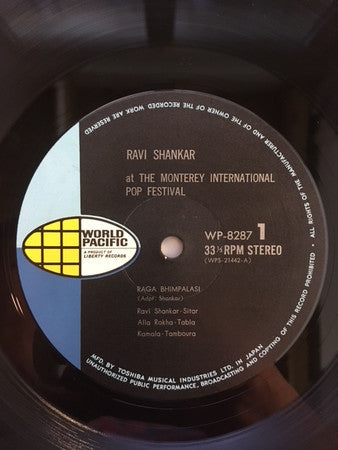 RAVI SHANKAR
at THE MONTEREY INTERNATIONAL
POP FESTIVAL
WORLD
PACIFIC
A PRODUCT OF
LIBERTY RECORDS
WP-8287 1
33⅓RPM STEREO
(WPS-21442-A)
RAGA BHIMPALASI
(Adpt: Shankar)
Ravi Shankar-Sitar
Alla Rokha-Tabla
Kamala-Tamboura
ALL RIGHTS OF THE MANUFACTURER AND OF THE OWNER OF THE RECORDED WORK ARE RESERVED
UNAUTHORIZED PUBLIC PERFORMANCE, BROADCASTING AND COPYING OF THIS RECORD PROHIBITED •
MFD. BY TOSHIBA MUSICAL INDUSTRIES LTD. IN JAPAN